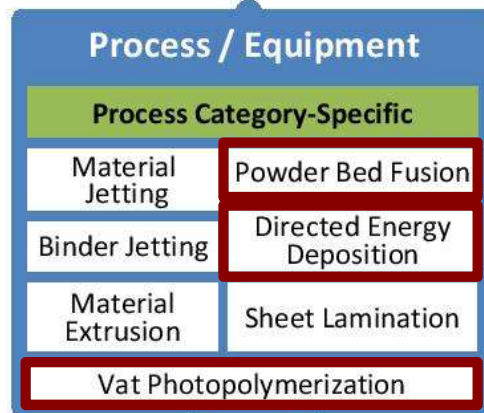 Process / Equipment
Process Category-Specific
Material
Jetting
Powder Bed Fusion
Binder Jetting
Directed Energy
Deposition
Material
Extrusion
Sheet Lamination
Vat Photopolymerization